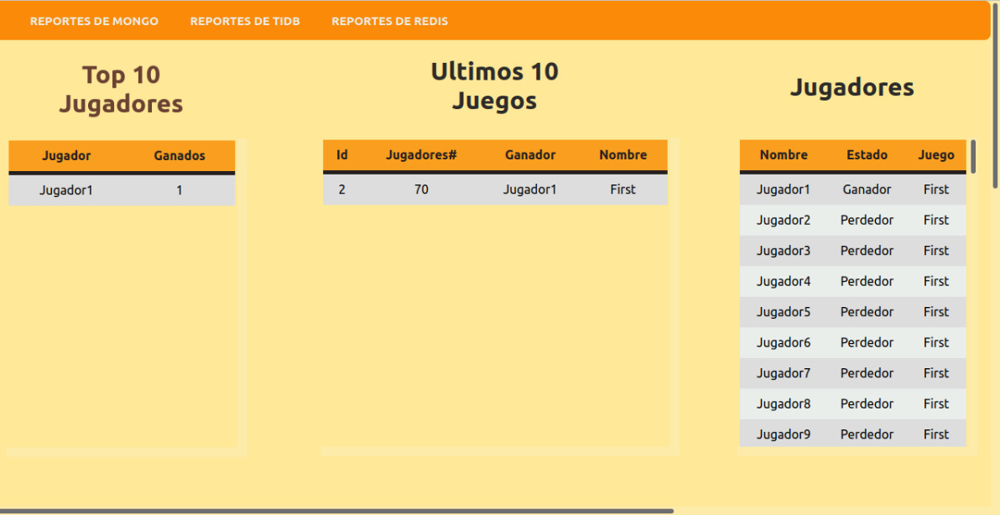 REPORTES DE MONGO REPORTES DE TIDB REPORTES DE REDIS
Top 10
Jugadores
Jugador Ganados
Jugador1 1
Ultimos 10
Juegos
Id Jugadores# Ganador Nombre
2 70 Jugador1 First
Jugadores
Nombre Estado Juego
Jugador1 Ganador First
Jugador2 Perdedor First
Jugador3 Perdedor First
Jugador4 Perdedor First
Jugador5 Perdedor First
Jugador6 Perdedor First
Jugador7 Perdedor First
Jugador8 Perdedor First
Jugador9 Perdedor First